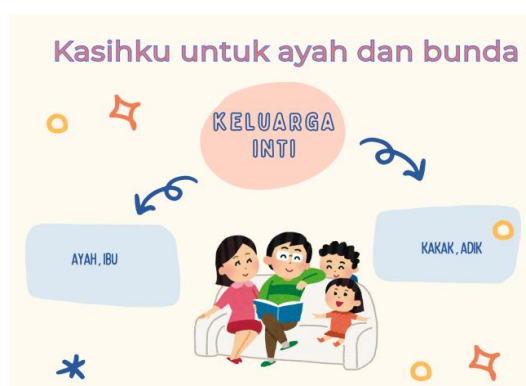 Kasihku untuk ayah dan bunda
KELUARGA
INTI
AYAH, IBU
KAKAK, ADIK